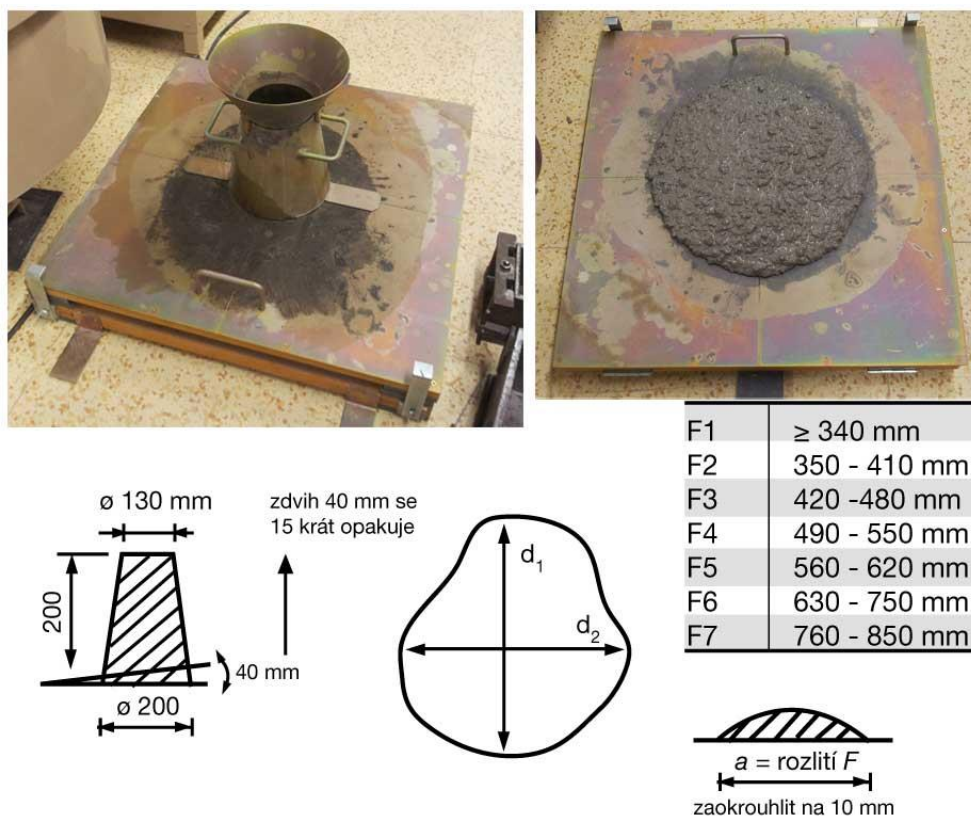 F1 ≥ 340 mm
F2 350 - 410 mm
F3 420 -480 mm
F4 490 - 550 mm
F5 560 - 620 mm
F6 630 - 750 mm
F7 760 - 850 mm
ø 130 mm
zdvih 40 mm se
15 krát opakuje
200
40 mm
ø 200
d1
d2
a = rozlití F
zaokrouhlit na 10 mm